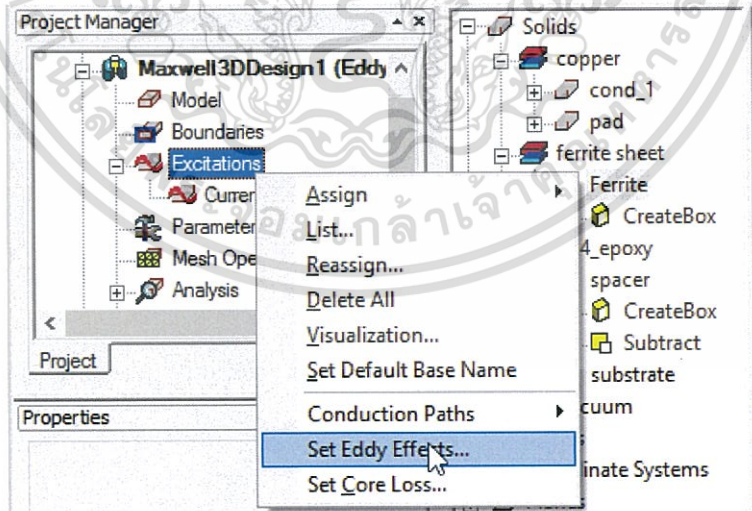 Project Manager
Maxwell3DDesign1 (Eddy
Model
Boundaries
Excitations
Curren
Parameter
Mesh Ope
Analysis
Project
Properties
Assign
List...
Reassign...
Delete All
Visualization...
Set Default Base Name
Conduction Paths
Set Eddy Effects...
Set Core Loss...
Solids
copper
cond_1
pad
ferrite sheet
Ferrite
CreateBox
4_epoxy
spacer
CreateBox
Subtract
substrate
cuum
inate Systems